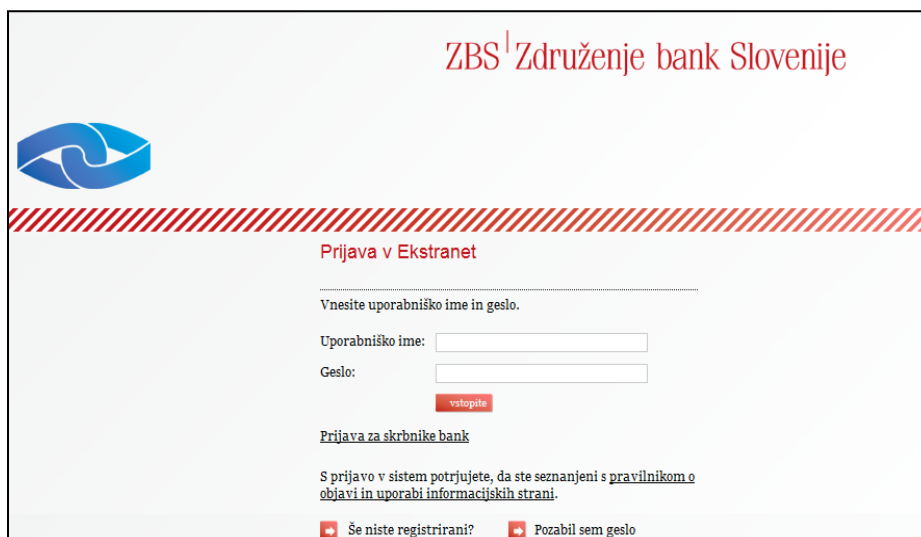 ZBS Združenje bank Slovenije
Prijava v Ekstranet
Vnesite uporabniško ime in geslo.
Uporabniško ime:
Geslo:
vstopite
Prijava za skrbnike bank
S prijavo v sistem potrjujete, da ste seznanjeni s pravilnikom o
objavi in uporabi informacijskih strani.
Še niste registrirani? Pozabil sem geslo